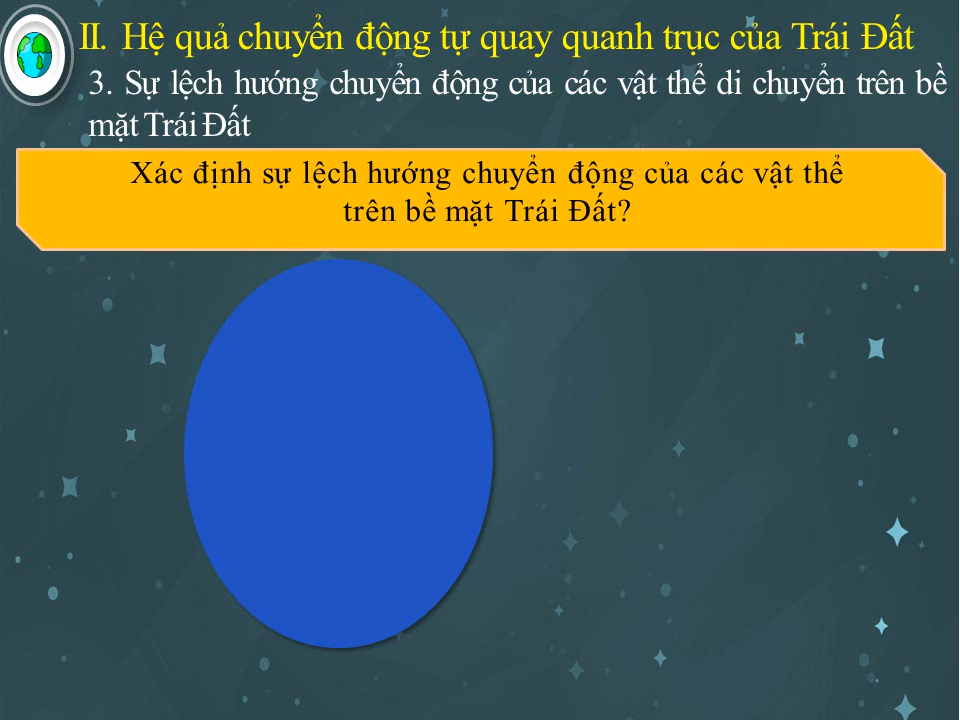 II. Hệ quả chuyển động tự quay quanh trục của Trái Đất
3. Sự lệch hướng chuyển động của các vật thể di chuyển trên bề
mặt Trái Đất
Xác định sự lệch hướng chuyển động của các vật thể
trên bề mặt Trái Đất?